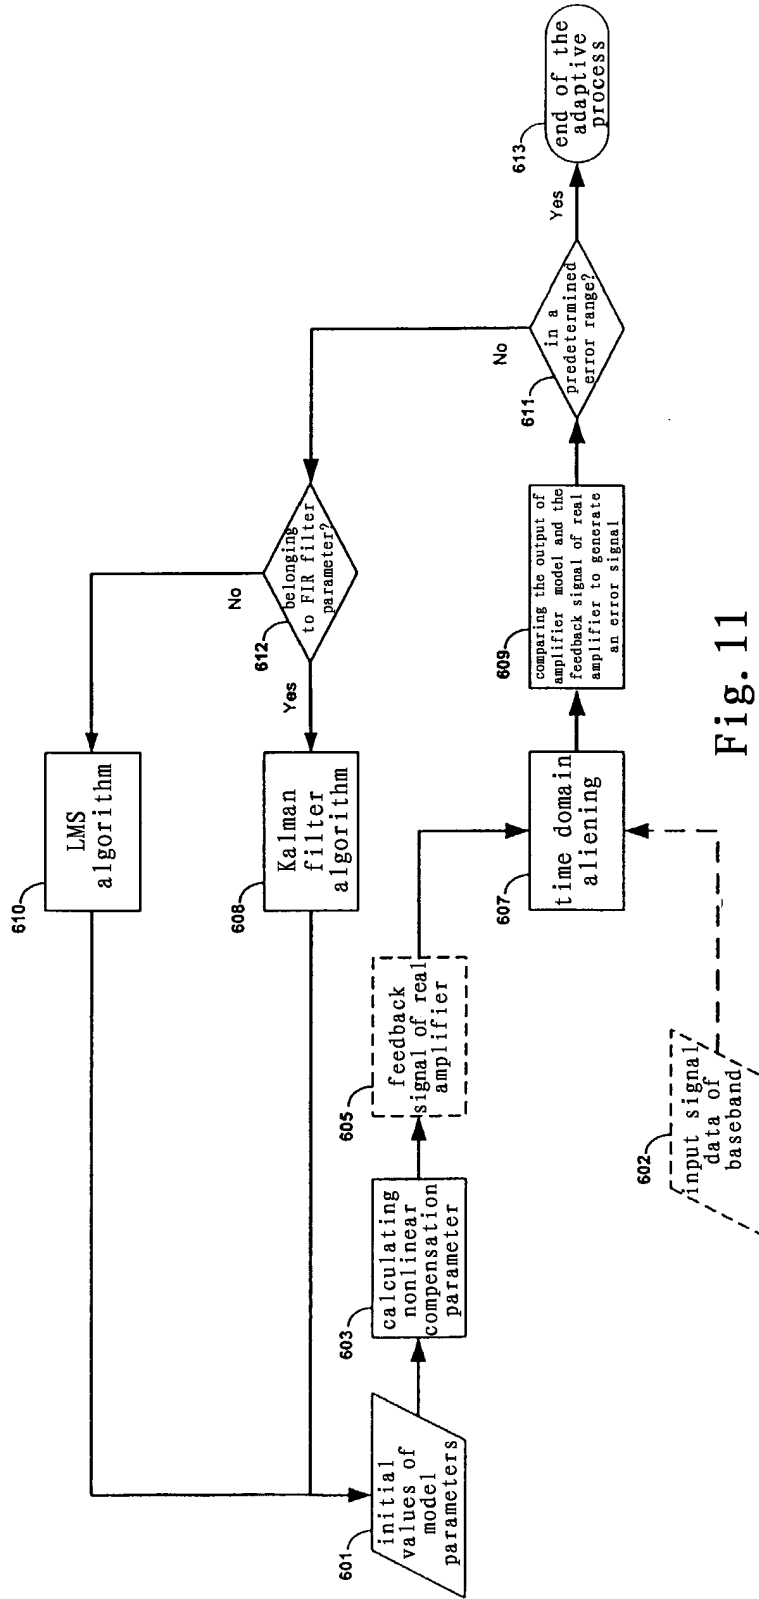 610
LMS
algorithm
No
612
belonging
to FIR filter
parameter?
Yes
608
Kalman
filter
algorithm
601
initial
values of
model
parameters
603
calculating
nonlinear
compensation
parameter
605
feedback
signal of real
amplifier
607
time domain
aliening
609
comparing the output of
amplifier model and the
feedback signal of real
amplifier to generate
an error signal
611
in a
predetermined
error range?
No
Yes
613
end of the
adaptive
process
602
input signal
data of
baseband
Fig. 11